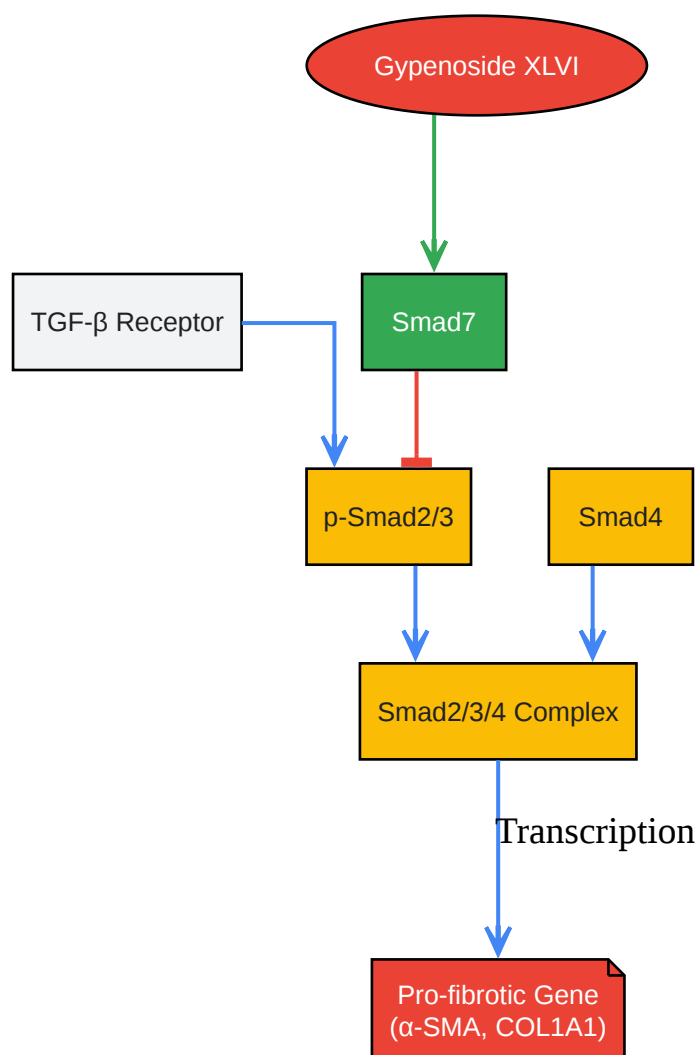 Gypenoside XLVI
TGF-β Receptor
Smad7
p-Smad2/3
Smad4
Smad2/3/4 Complex
Transcription
Pro-fibrotic Gene
(α-SMA, COL1A1)